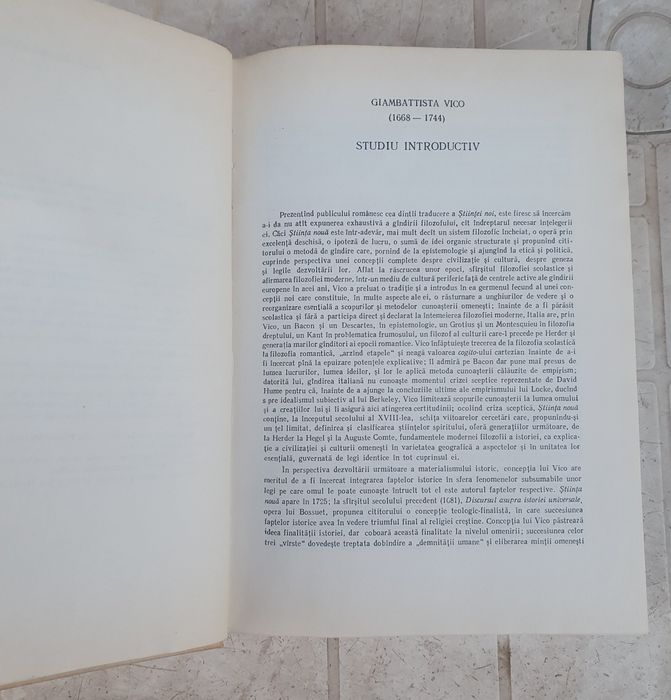 GIAMBATTISTA VICO
(1668 — 1744)
STUDIU INTRODUCTIV
Prezentînd publicului românesc cea dintîi traducere a Științei noi, este firesc să încercăm
a-i da nu atît expunerea exhaustivă a gîndirii filozofului, cît îndreptarul necesar înțelegerii
ei. Căci Știința nouă este într-adevăr, mai mult decît un sistem filozofic încheiat, o operă prin
excelență deschisă, o ipoteză de lucru, o sumă de idei organic structurate și propunînd citi-
torului o metodă de gîndire care, pornind de la epistemologie și ajungînd la etică și politică,
cuprinde perspectiva unei concepții complete despre civilizație și cultură, despre geneza
și legile dezvoltării lor. Aflat la răscrucea unor epoci, sfîrșitul filozofiei scolastice și
afirmarea filozofiei moderne, într-un mediu de cultură periferic față de centrele active ale gîndirii
europene în acei ani, Vico a preluat o tradiție și a introdus în ea germenul fecund al unei con-
cepții noi care constituie, în multe aspecte ale ei, o răsturnare a unghiurilor de vedere și o
reorganizare esențială a scopurilor și metodelor cunoașterii omenești; înainte de a fi părăsit
scolastica și fără a participa direct și declarat la întemeierea filozofiei moderne, Italia are, prin
Vico, un Bacon și un Descartes, în epistemologie, un Grotius și un Montesquieu în filozofia
dreptului, un Kant în problematica frumosului, un filozof al culturii care-i precede pe Herder și
generația marilor gînditori ai epocii romantice. Vico înfăptuiește trecerea de la filozofia scolastică
la filozofia romantică, „arzînd etapele“ și neagă valoarea cogito-ului cartezian înainte de a-i
fi încercat pînă la epuizare potențele explicative; îl admiră pe Bacon dar pune mai presus de
lumea lucrurilor, lumea ideilor, și lor le aplică metoda cunoașterii călăuzite de empirism;
datorită lui, gîndirea italiană nu cunoaște momentul crizei sceptice reprezentate de David
Hume pentru că, înainte de a ajunge la concluziile ultime ale empirismului lui Locke, ducînd
spre idealismul subiectiv al lui Berkeley, Vico limitează scopurile cunoașterii la lumea omului
și a creațiilor lui și îi asigură aici atingerea certitudinii; ocolind criza sceptică, Știința nouă
conține, la începutul secolului al XVIII-lea, schița viitoarelor cercetări care, propunîndu-și
un țel limitat, definirea și clasificarea științelor spiritului, oferă generațiilor următoare, de
la Herder la Hegel și la Auguste Comte, fundamentele modernei filozofii a istoriei, ca explica-
ție a civilizației și culturii omenești în varietatea geografică a aspectelor și în unitatea lor
esențială, guvernată de legi identice în tot cuprinsul ei.
În perspectiva dezvoltării următoare a materialismului istoric, concepția lui Vico are
meritul de a fi încercat integrarea faptelor istorice în sfera fenomenelor subsumabile unor
legi pe care omul le poate cunoaște întrucît tot el este autorul faptelor respective. Știința
nouă apare în 1725; la sfîrșitul secolului precedent (1681), Discursul asupra istoriei universale,
opera lui Bossuet, propunea cititorului o concepție teologic-finalistă, în care succesiunea
faptelor istorice avea în vedere triumful final al religiei creștine. Concepția lui Vico păstrează
ideea finalității istoriei, dar coboară această finalitate la nivelul omenirii; succesiunea celor
trei „vîrste“ dovedește treptata dobîndire a „demnității umane“ și eliberarea minții omenești